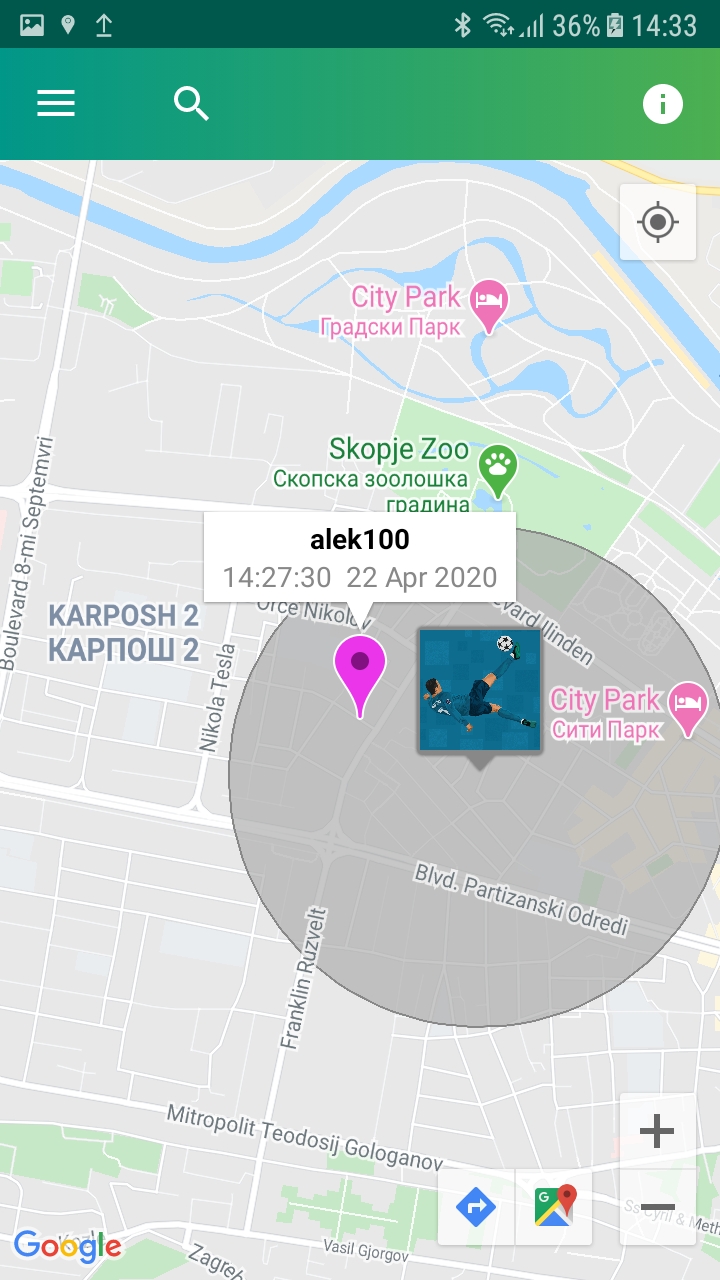 36% 14:33
City Park
Градски Парк
Skopje Zoo
Скопска зоолошка
градина
alek100
14:27:30 22 Apr 2020
Boulevard 8-mi Septemvri
KARPOSH 2
КАРПОШ 2
Orce Nikolov
Nikola Tesla
evard Ilinden
City Park
Сити Парк
Blvd. Partizanski Odredi
Franklin Ruzvelt
Mitropolit Teodosij Gologanov
Ss Cyril & Meth
G
Google
Zagreb
Vasil Gjorgov